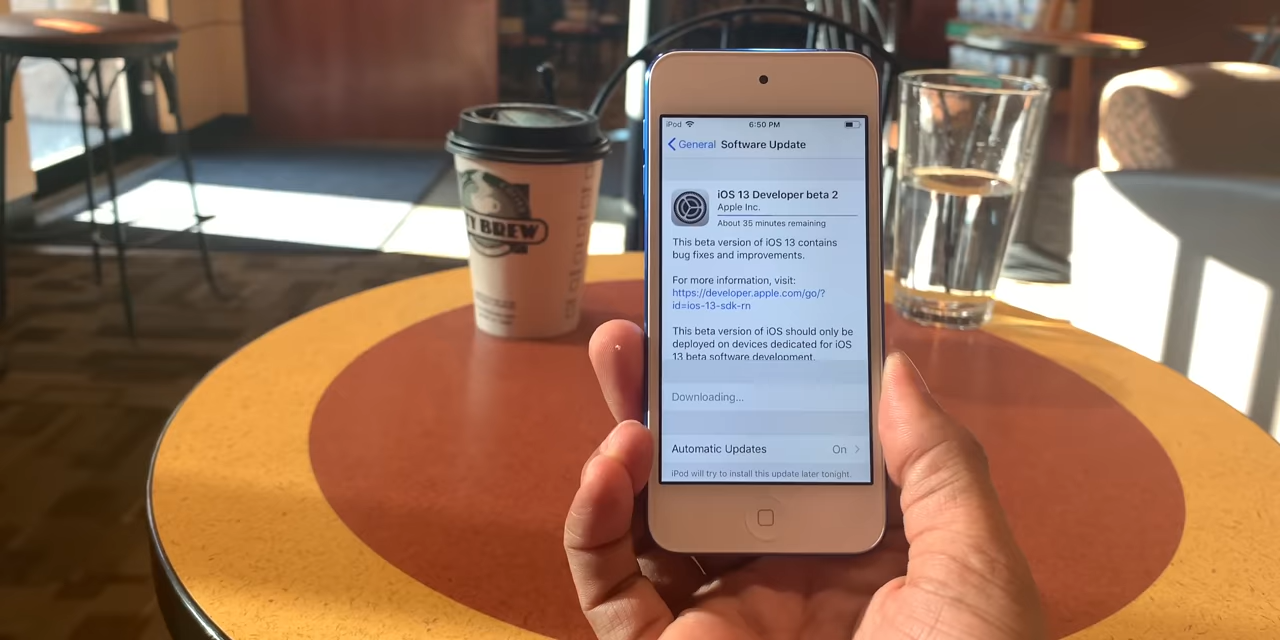 iPod 6:50 PM
General Software Update
iOS 13 Developer beta 2
Apple Inc.
About 35 minutes remaining
This beta version of iOS 13 contains
bug fixes and improvements.
For more information, visit:
https://developer.apple.com/go/?
id=ios-13-sdk-rn
This beta version of iOS should only be
deployed on devices dedicated for iOS
13 beta software development.
Downloading...
Automatic Updates On
iPod will try to install this update later tonight.
TY BREW